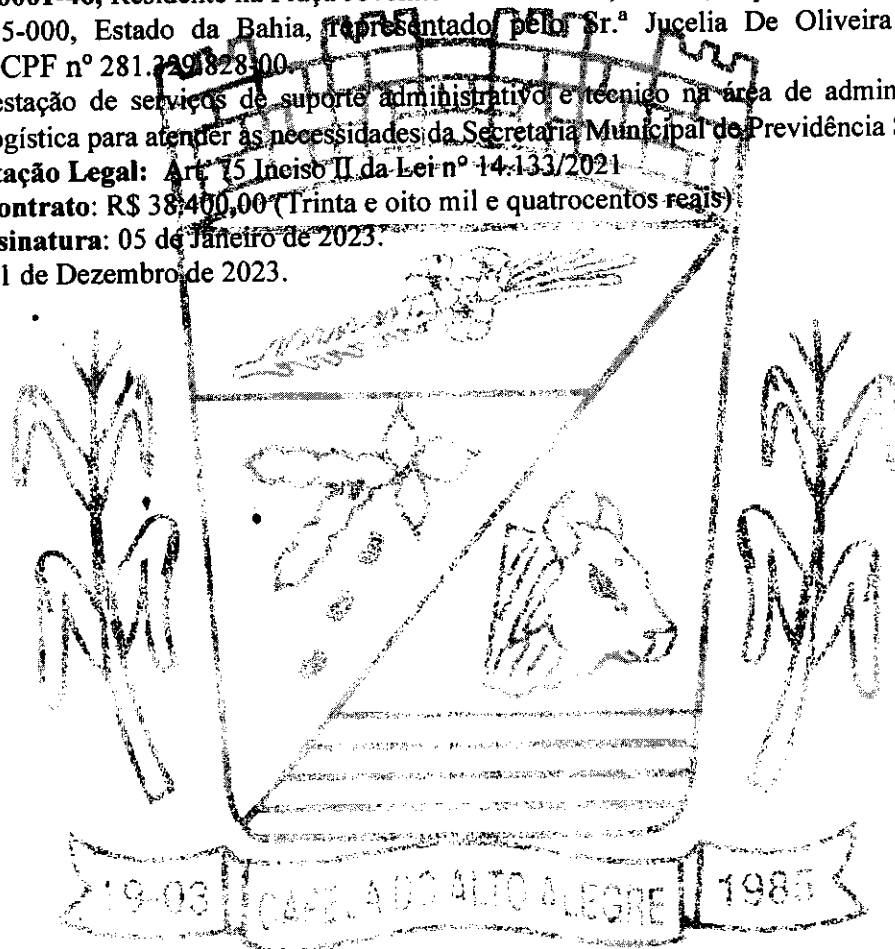 5-000, Estado da Bahia, representado pelo Sr.ª Jucelia De Oliveira
CPF nº 281.329.828-00.
estação de serviços de suporte administrativo e técnico na área de admin
ogística para atender às necessidades da Secretaria Municipal de Previdência S
tação Legal: Art. 75 Inciso II da Lei nº 14.133/2021
ontrato: R$ 38.400,00 (Trinta e oito mil e quatrocentos reais)
sinatura: 05 de Janeiro de 2023.
1 de Dezembro de 2023.
19-03 CAPELA DO ALTO ALEGRE 1985